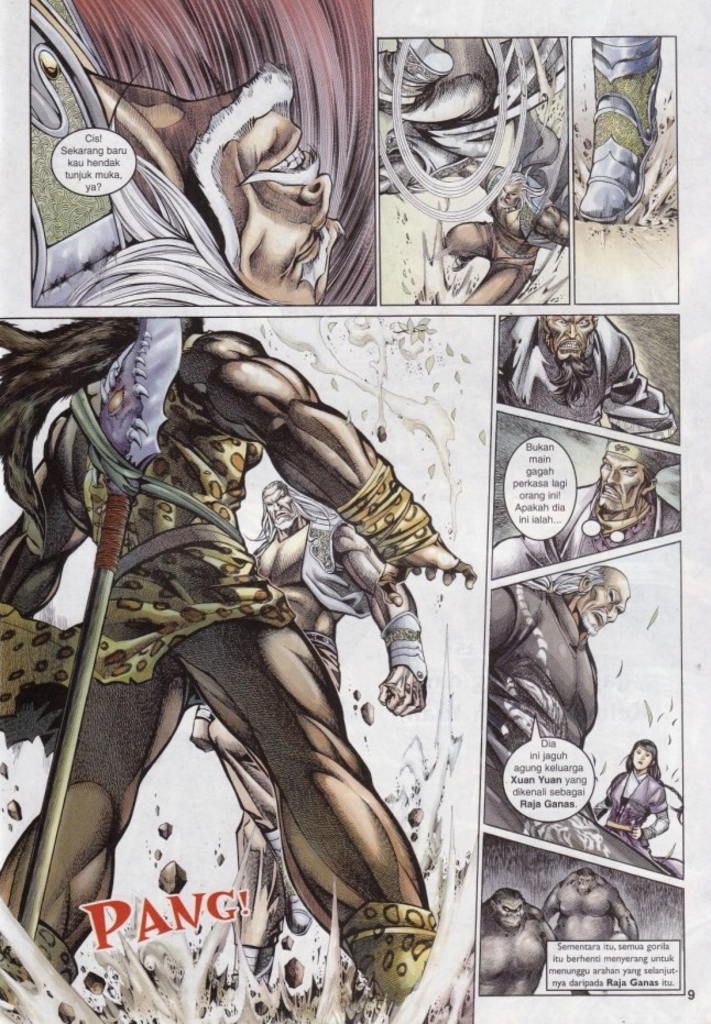 Cis!
Sekarang baru
kau hendak
tunjuk muka,
ya?
Bukan
main
gagah
perkasa lagi
orang ini!
Apakah dia
ini ialah...
Dia
ini jaguh
agung keluarga
Xuan Yuan yang
dikenali sebagai
Raja Ganas.
PANG!
Sementara itu, semua gorila
itu berhenti menyerang untuk
menunggu arahan yang selanjut-
nya daripada Raja Ganas itu.
9